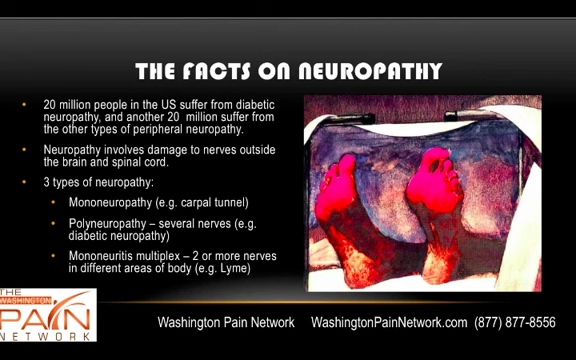 THE FACTS ON NEUROPATHY
• 20 million people in the US suffer from diabetic
neuropathy, and another 20 million suffer from
the other types of peripheral neuropathy.
• Neuropathy involves damage to nerves outside
the brain and spinal cord.
• 3 types of neuropathy:
• Mononeuropathy (e.g. carpal tunnel)
• Polyneuropathy – several nerves (e.g.
diabetic neuropathy)
• Mononeuritis multiplex – 2 or more nerves
in different areas of body (e.g. Lyme)
THE
WASHINGTON
PAIN
NETWORK
Washington Pain Network WashingtonPainNetwork.com (877) 877-8556